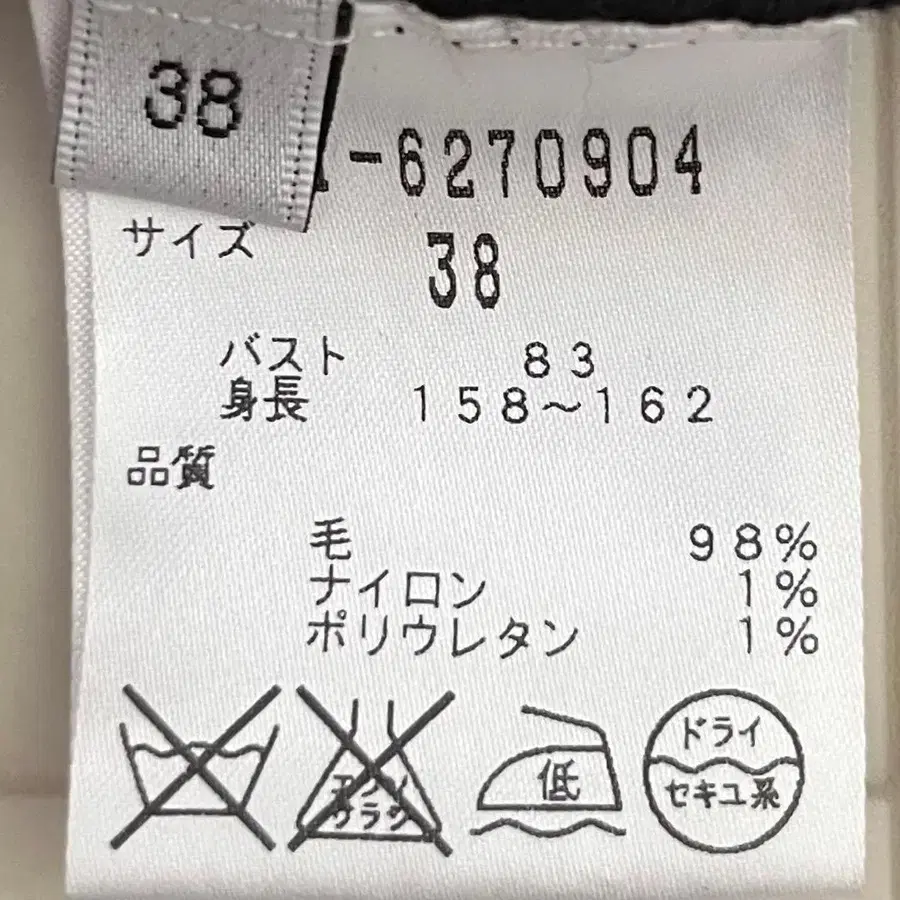 38
-6270904
サイズ 38
バスト 83
身長 158～162
品質
毛 98%
ナイロン 1%
ポリウレタン 1%
低
ドライ
セキユ系